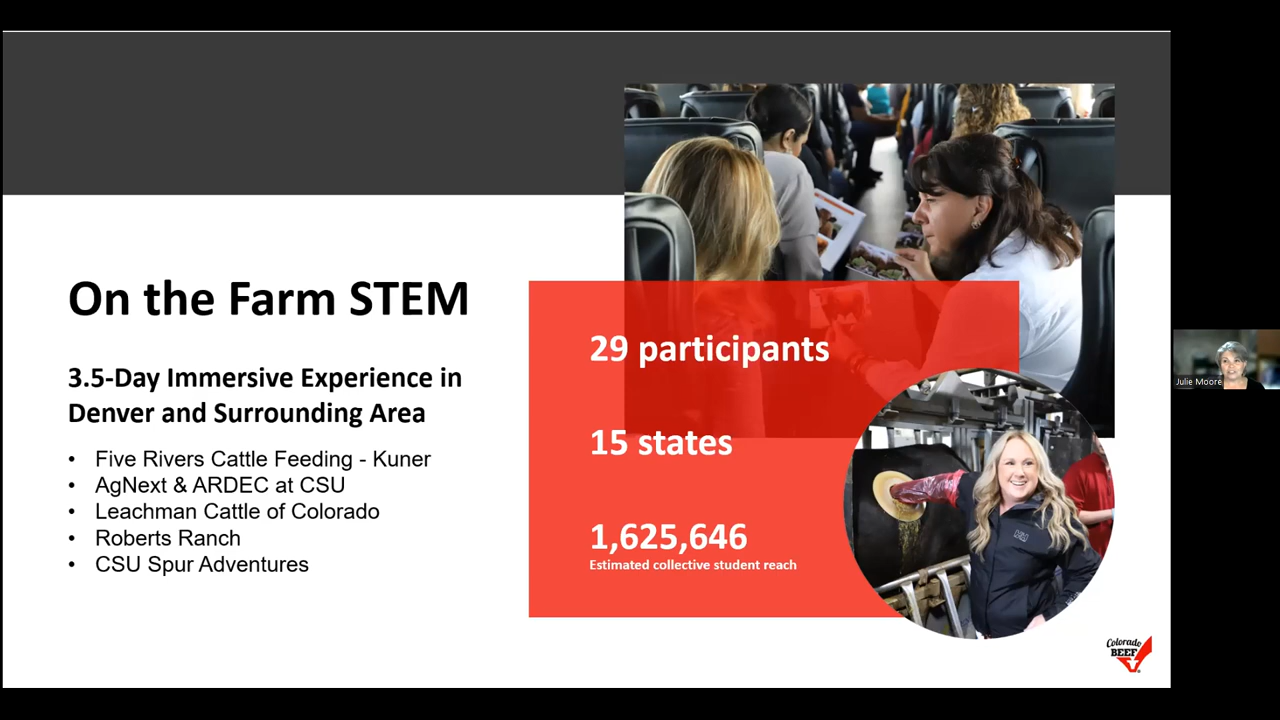 On the Farm STEM
3.5-Day Immersive Experience in
Denver and Surrounding Area
• Five Rivers Cattle Feeding - Kuner
• AgNext & ARDEC at CSU
• Leachman Cattle of Colorado
• Roberts Ranch
• CSU Spur Adventures
29 participants
15 states
1,625,646
Estimated collective student reach
Colorado
BEEF
Julie Moore